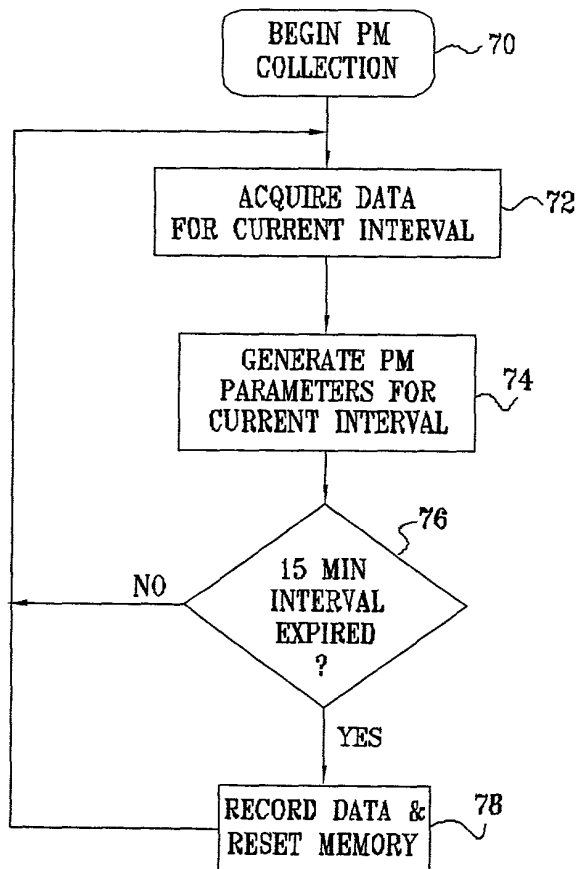 BEGIN PM
COLLECTION
70
ACQUIRE DATA
FOR CURRENT INTERVAL
72
GENERATE PM
PARAMETERS FOR
CURRENT INTERVAL
74
76
15 MIN
INTERVAL
EXPIRED
?
NO
YES
RECORD DATA &
RESET MEMORY
78